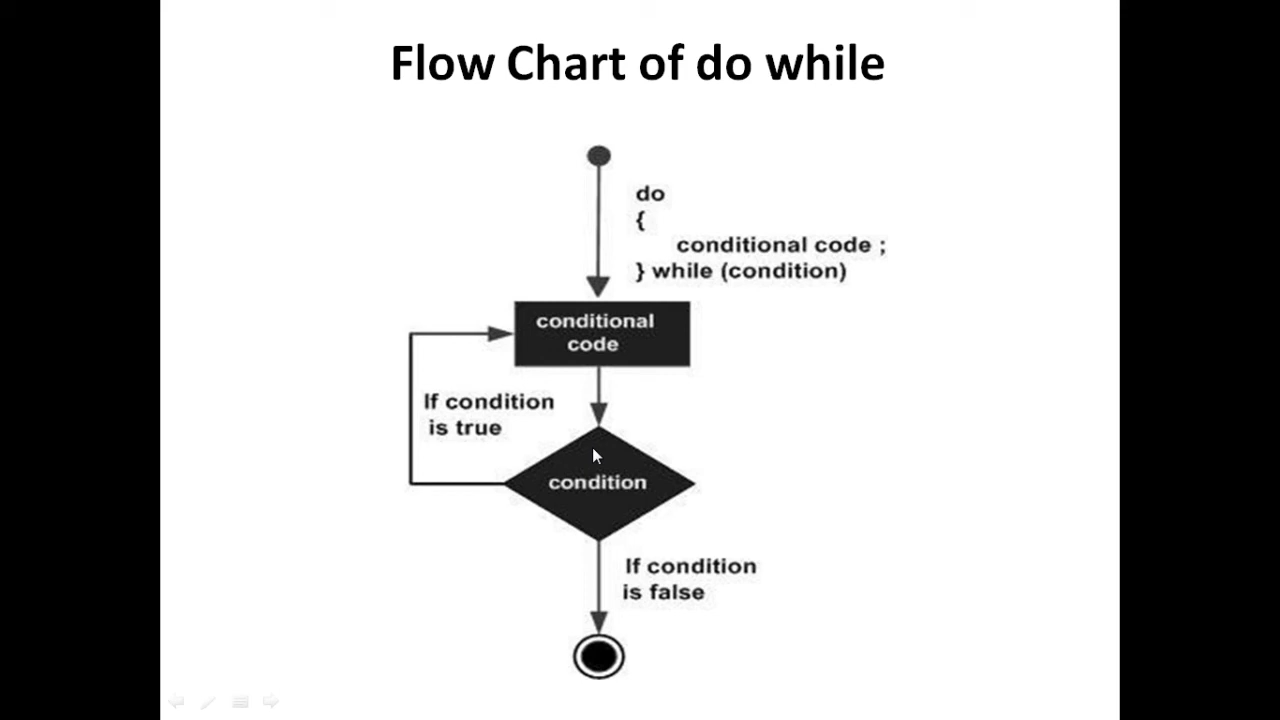 Flow Chart of do while
do
{
conditional code ;
} while (condition)
conditional
code
If condition
is true
condition
If condition
is false